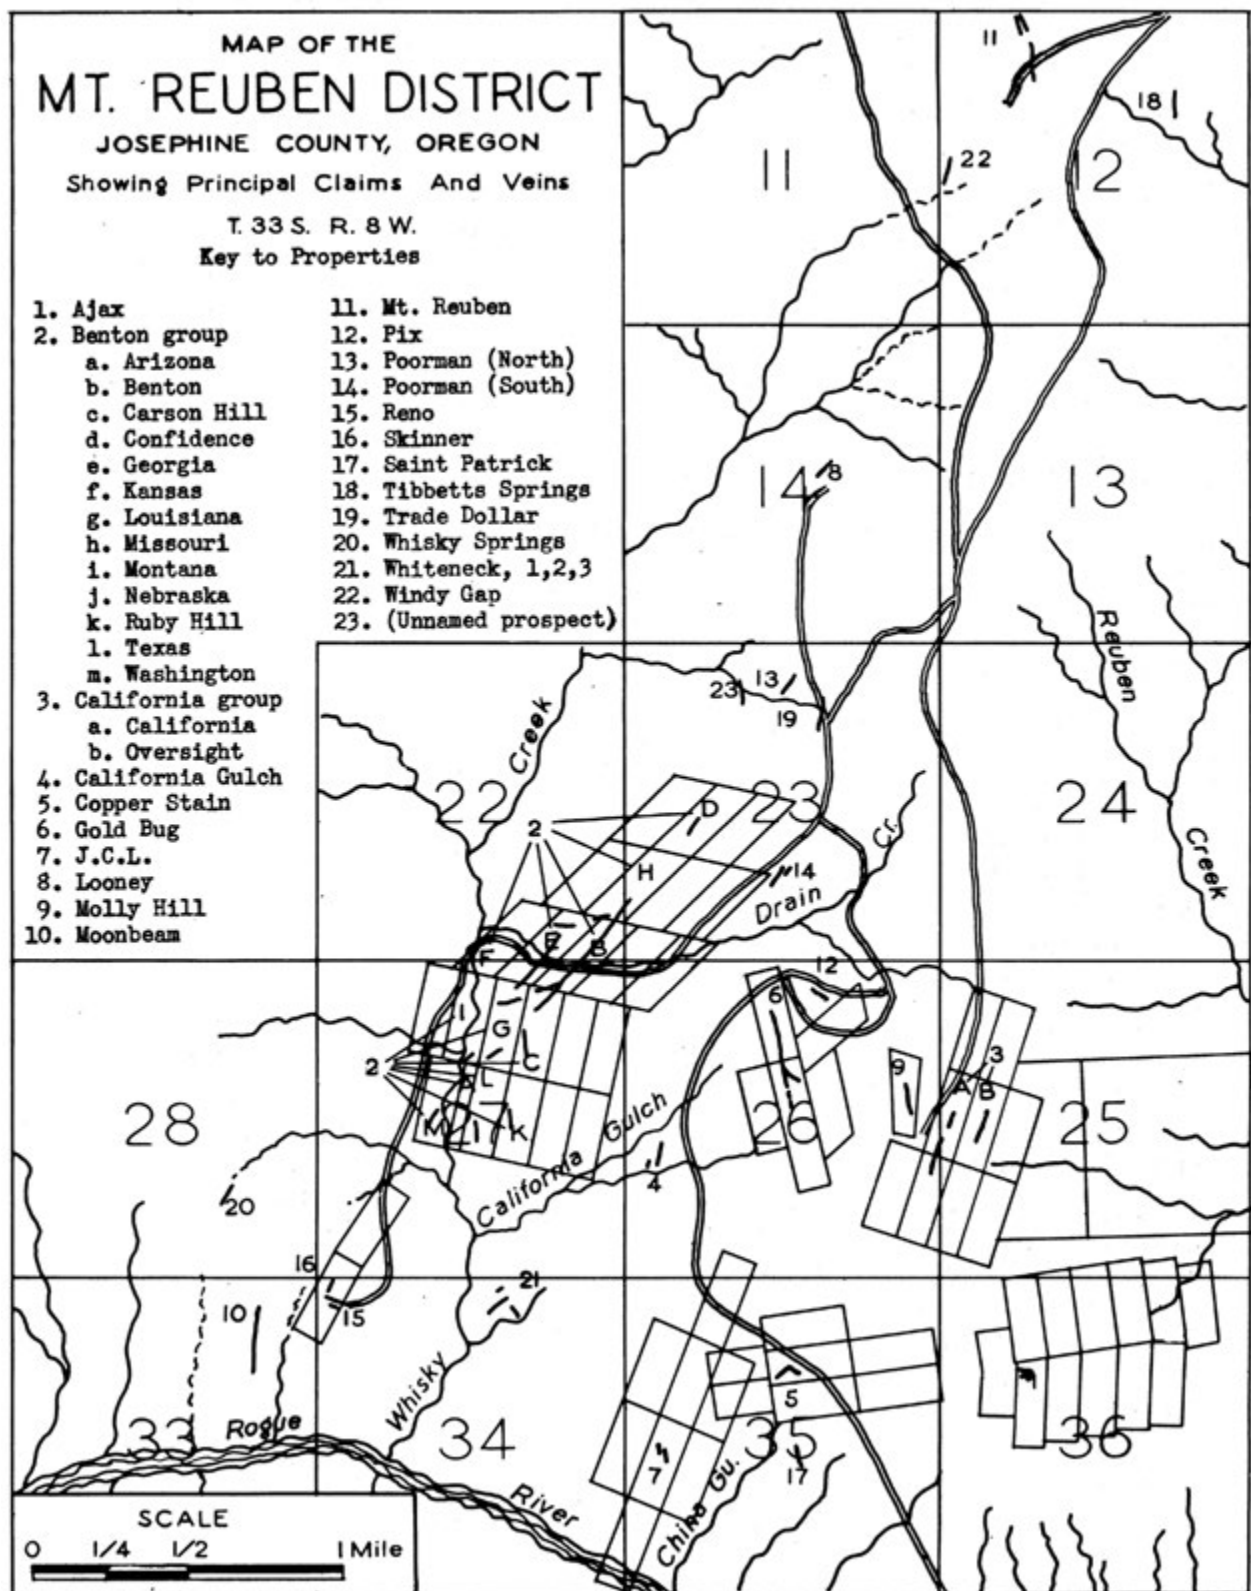 MAP OF THE
MT. REUBEN DISTRICT
JOSEPHINE COUNTY, OREGON
Showing Principal Claims And Veins
T. 33 S. R. 8 W.
Key to Properties
1. Ajax
2. Benton group
a. Arizona
b. Benton
c. Carson Hill
d. Confidence
e. Georgia
f. Kansas
g. Louisiana
h. Missouri
i. Montana
j. Nebraska
k. Ruby Hill
l. Texas
m. Washington
3. California group
a. California
b. Oversight
4. California Gulch
5. Copper Stain
6. Gold Bug
7. J.C.L.
8. Looney
9. Molly Hill
10. Moonbeam
11. Mt. Reuben
12. Pix
13. Poorman (North)
14. Poorman (South)
15. Reno
16. Skinner
17. Saint Patrick
18. Tibbetts Springs
19. Trade Dollar
20. Whisky Springs
21. Whiteneck, 1,2,3
22. Windy Gap
23. (Unnamed prospect)
11
18
11
22
12
14
8
13
Reuben
Creek
23
13
19
Creek
22
23
24
D
2
H
14
Cr.
Drain
E
B
F
12
6
I
G
2
C
L
A
M
27
K
28
California Gulch
4
26
9
3
A
B
25
20
16
10
15
21
Whisky
33
Rogue
34
River
7
5
35
17
China Gu.
36
SCALE
0 1/4 1/2 1 Mile